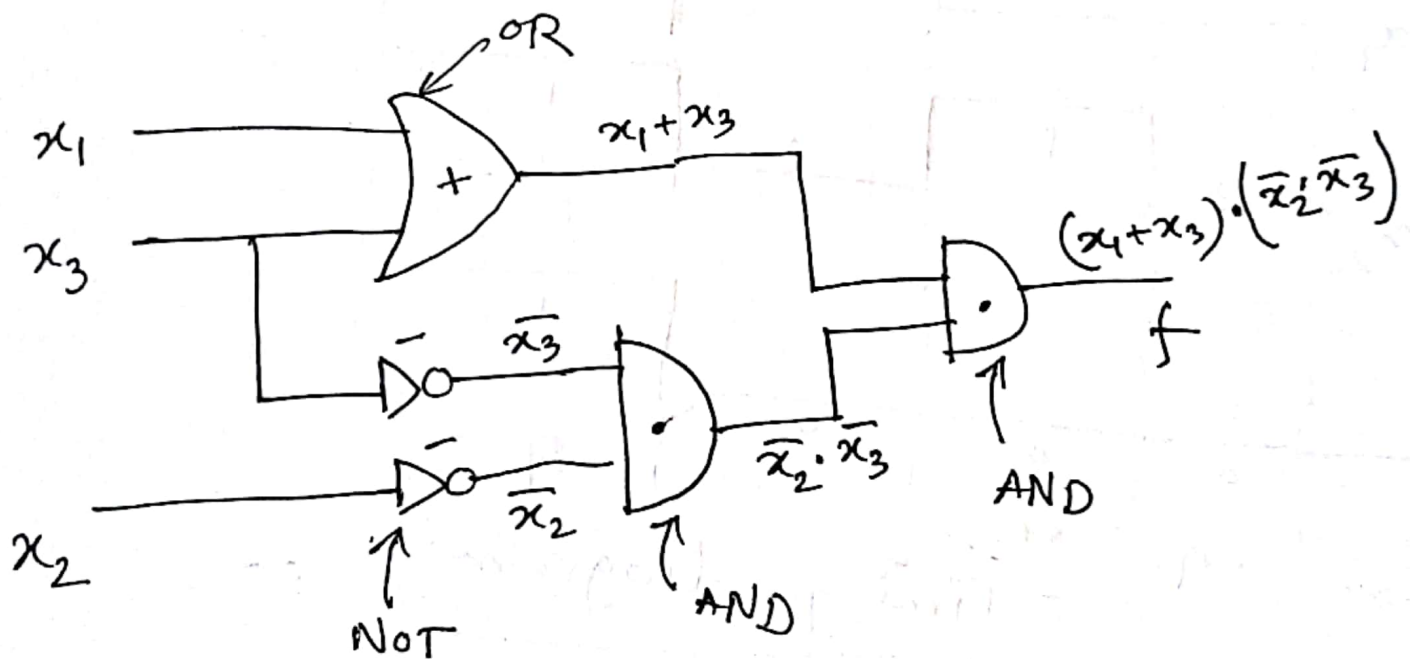 OR
x₁
x₁ + x₃
+
x₃
(x₁ + x₃) · (x̅₂ · x̅₃)
f
x̅₃
x̅₂ · x̅₃
AND
x̅₂
x₂
NOT
AND